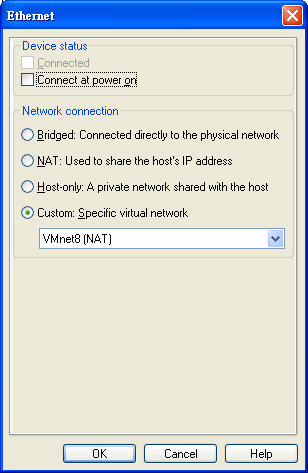 Ethernet
Device status
Connected
Connect at power on
Network connection
Bridged: Connected directly to the physical network
NAT: Used to share the host's IP address
Host-only: A private network shared with the host
Custom: Specific virtual network
VMnet8 (NAT)
OK
Cancel
Help